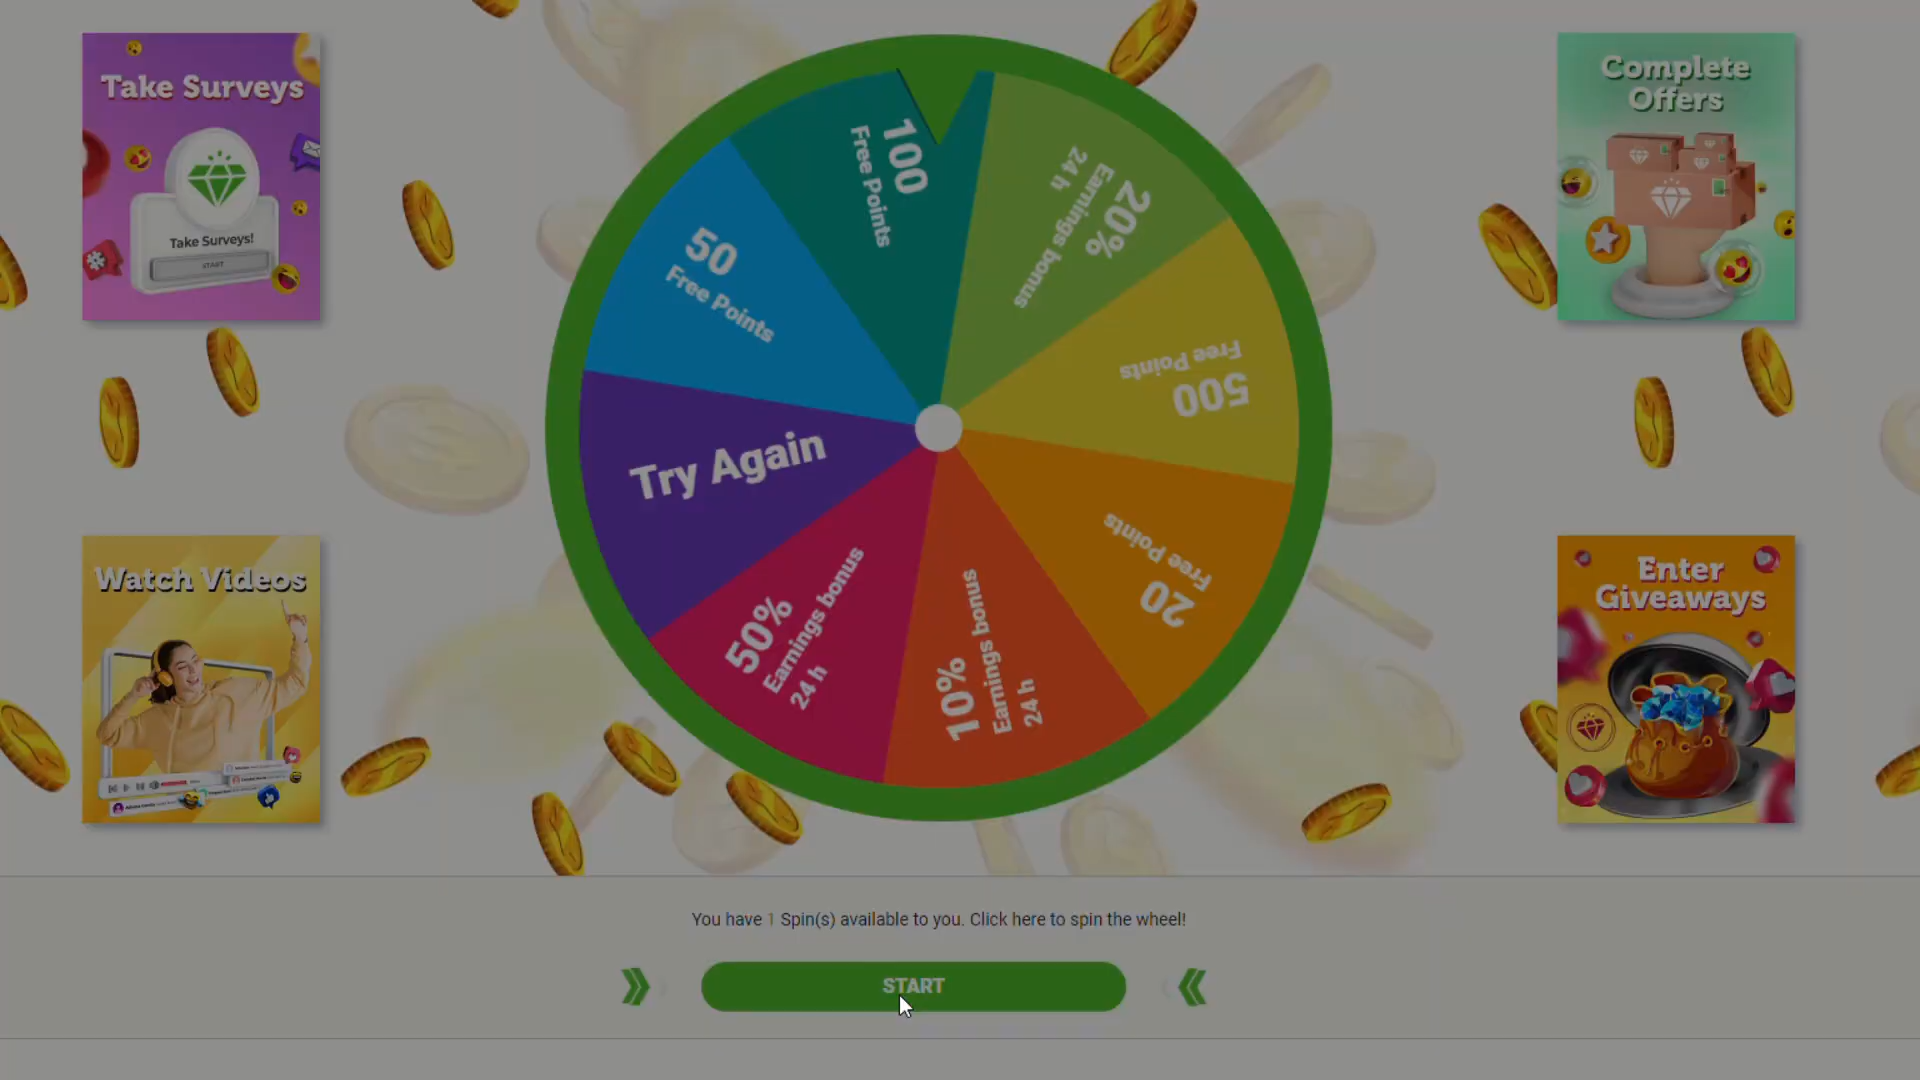 Take Surveys
Take Surveys!
START
Complete
Offers
100
Free Points
20%
Earnings bonus
24 h
50
Free Points
500
Free Points
Try Again
20
Free Points
50%
Earnings bonus
24 h
10%
Earnings bonus
24 h
Watch Videos
Enter
Giveaways
You have 1 Spin(s) available to you. Click here to spin the wheel!
START